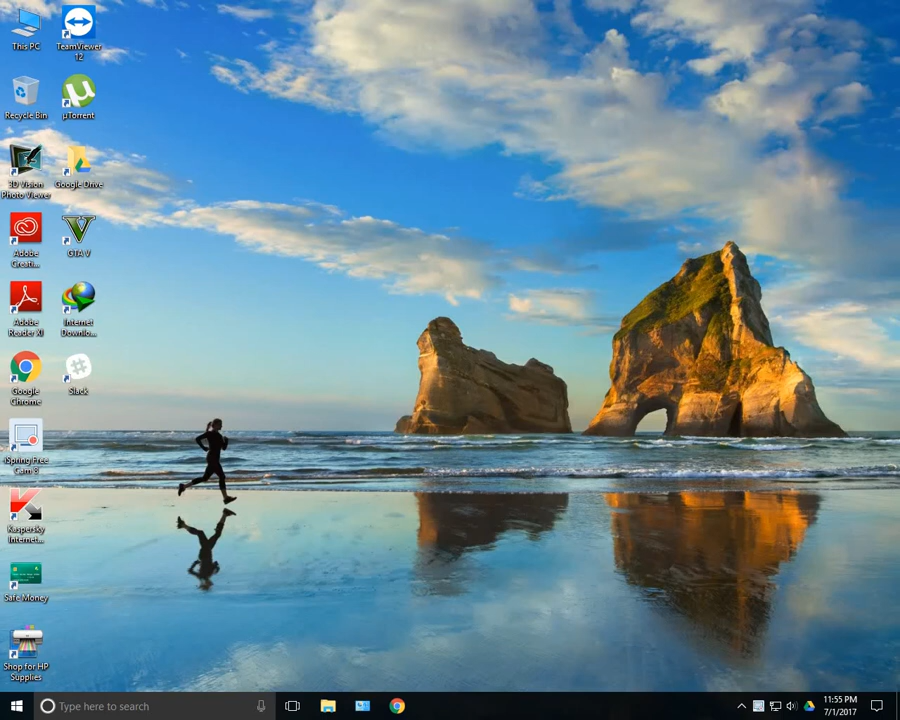 This PC
TeamViewer
12
Recycle Bin
µTorrent
3D Vision
Photo Viewer
Google Drive
Adobe
Creati...
GTA V
Adobe
Reader XI
Internet
Downlo...
Google
Chrome
Slack
iSpring Free
Cam 8
Kaspersky
Internet...
Safe Money
Shop for HP
Supplies
Type here to search
11:55 PM
7/1/2017